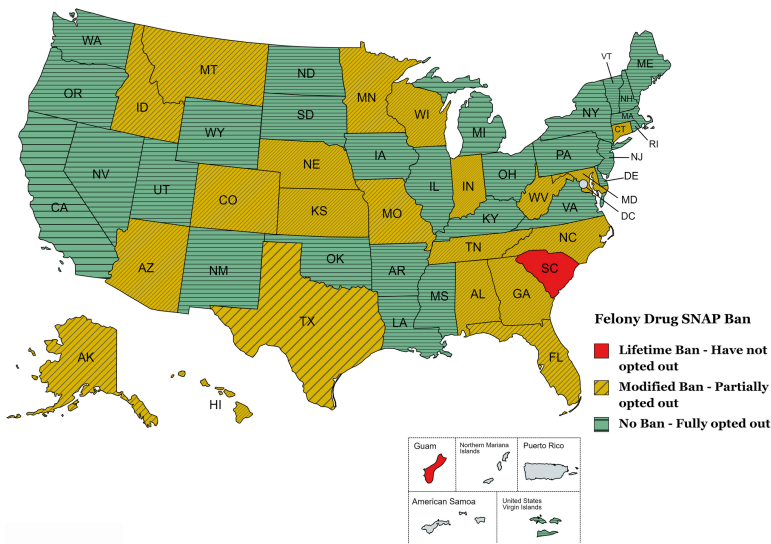 WA
OR
CA
NV
ID
MT
WY
UT
CO
AZ
NM
ND
SD
NE
KS
OK
TX
MN
IA
MO
AR
LA
WI
IL
MI
IN
OH
KY
TN
MS
AL
GA
FL
SC
NC
VA
WV
PA
NY
VT
NH
ME
MA
CT
RI
NJ
DE
MD
DC
AK
HI
Felony Drug SNAP Ban
Lifetime Ban - Have not
opted out
Modified Ban - Partially
opted out
No Ban - Fully opted out
Guam
Northern Mariana
Islands
Puerto Rico
American Samoa
United States
Virgin Islands